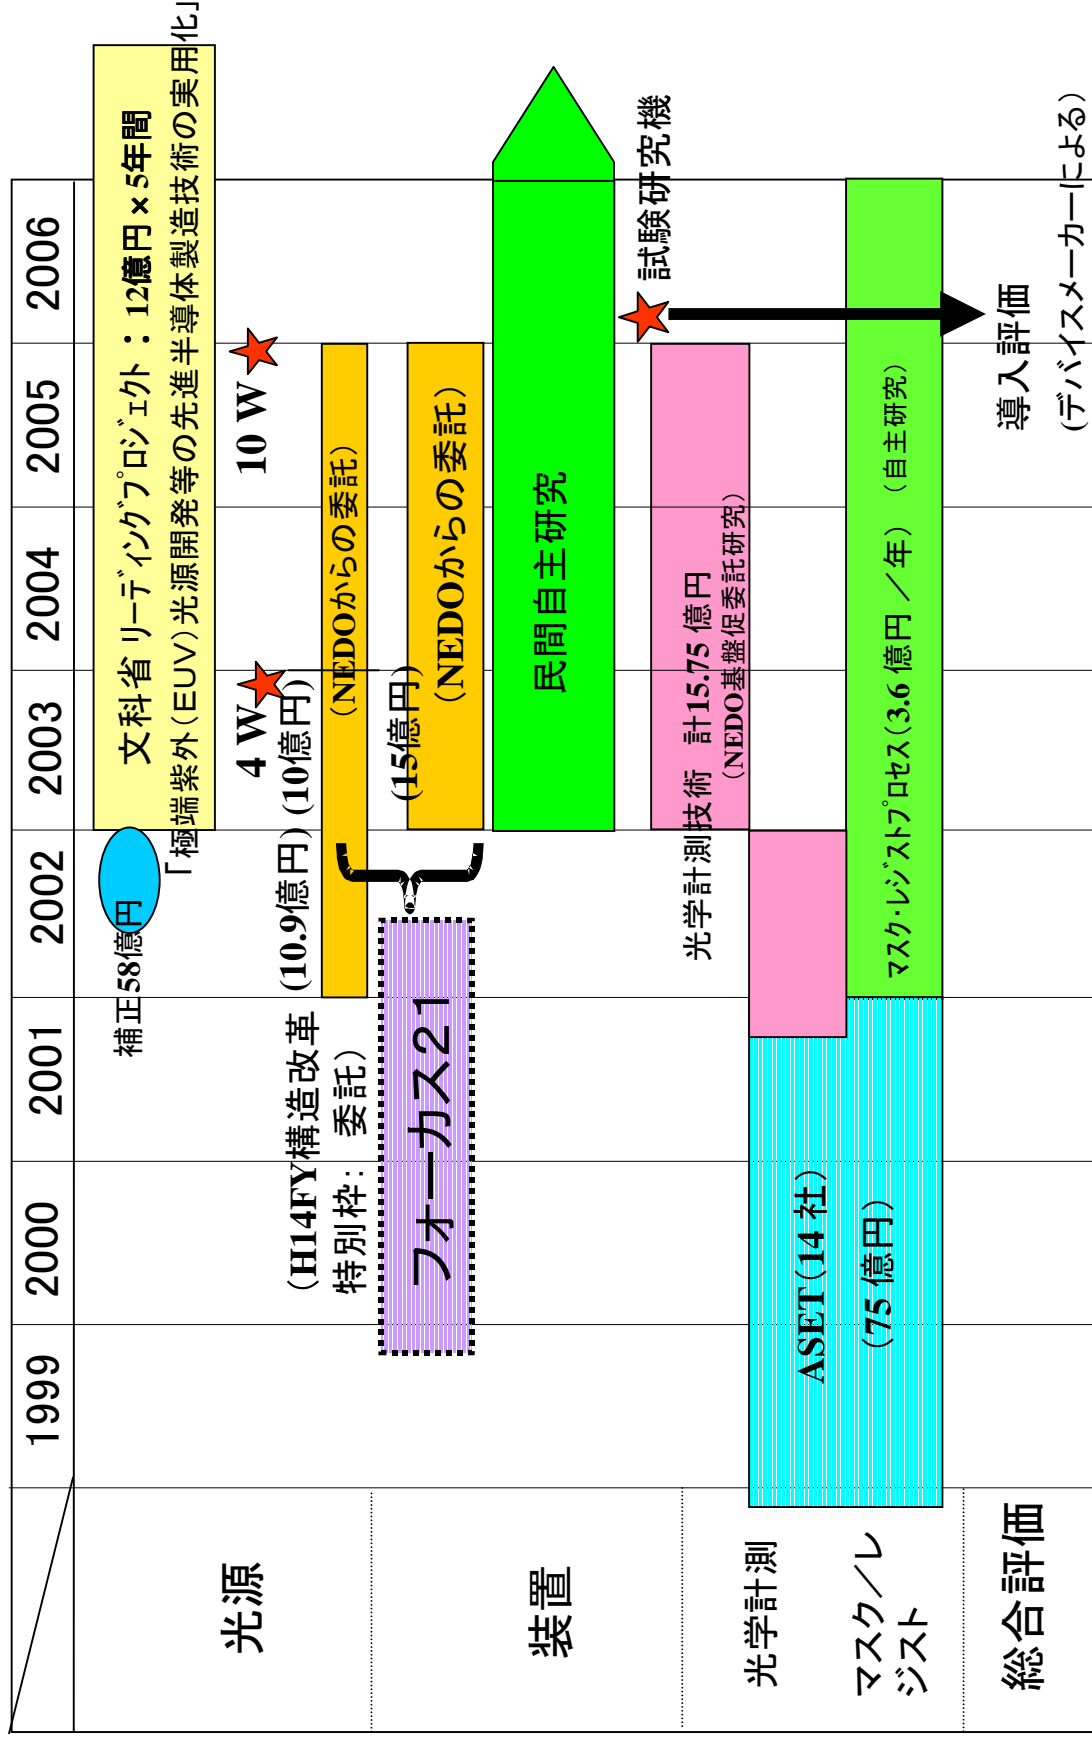 1999 2000 2001 2002 2003 2004 2005 2006
光源
補正58億円
文科省 リーディングプロジェクト : 12億円×5年間
「極端紫外(EUV)光源開発等の先進半導体製造技術の実用化」
4 W
10 W
(10.9億円) (10億円)
(H14FY構造改革
特別枠: 委託)
(NEDOからの委託)
装置
フォーカス21
(15億円)
(NEDOからの委託)
民間自主研究
試験研究機
光学計測
光学計測技術 計15.75 億円
(NEDO基盤促委託研究)
マスク/レ
ジスト
ASET(14 社)
(75 億円)
マスク・レジストプロセス(3.6 億円 /年) (自主研究)
総合評価
導入評価
(デバイスメーカーによる)